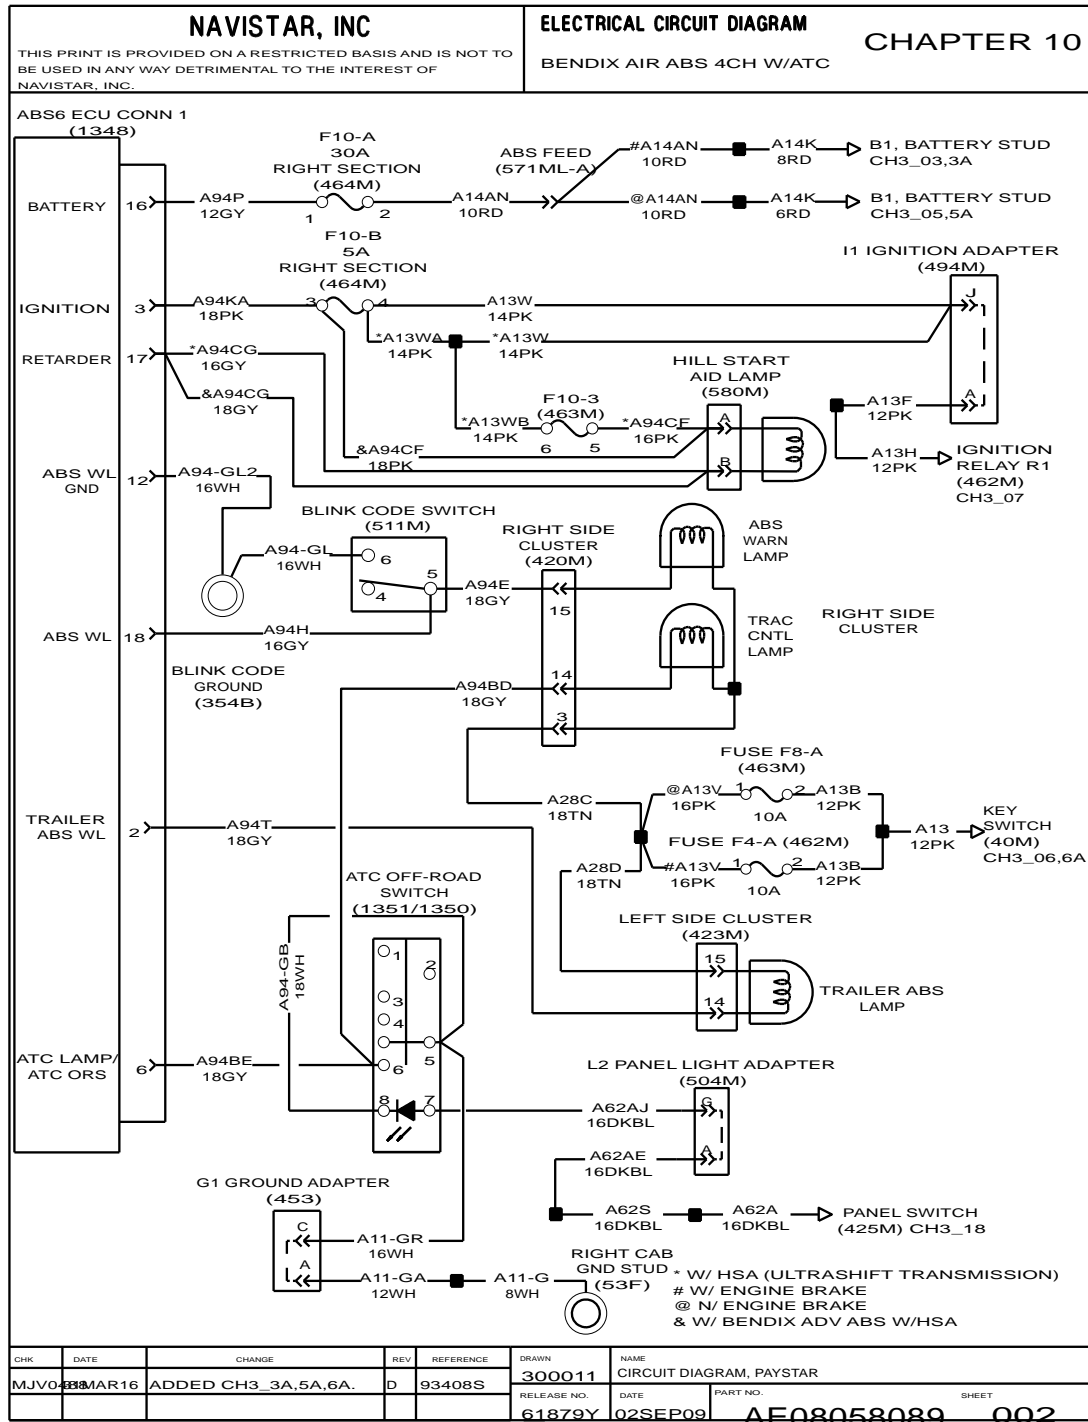 NAVISTAR, INC
THIS PRINT IS PROVIDED ON A RESTRICTED BASIS AND IS NOT TO
BE USED IN ANY WAY DETRIMENTAL TO THE INTEREST OF
NAVISTAR, INC.
ELECTRICAL CIRCUIT DIAGRAM
BENDIX AIR ABS 4CH W/ATC
CHAPTER 10
ABS6 ECU CONN 1
(1348)
F10-A
30A
RIGHT SECTION
(464M)
ABS FEED
(571ML-A)
#A14AN
10RD
A14K
8RD
B1, BATTERY STUD
CH3_03,3A
BATTERY
16
A94P
12GY
1
2
A14AN
10RD
@A14AN
10RD
A14K
6RD
B1, BATTERY STUD
CH3_05,5A
F10-B
5A
RIGHT SECTION
(464M)
I1 IGNITION ADAPTER
(494M)
IGNITION
3
A94KA
18PK
3
4
A13W
14PK
J
RETARDER
17
*A94CG
16GY
*A13WA
14PK
*A13W
14PK
HILL START
AID LAMP
(580M)
&A94CG
18GY
F10-3
(463M)
*A13WB
14PK
6
5
*A94CF
16PK
A
B
A13F
12PK
A
&A94CF
18PK
A13H
12PK
IGNITION
RELAY R1
(462M)
CH3_07
ABS WL
GND
12
A94-GL2
16WH
BLINK CODE SWITCH
(511M)
RIGHT SIDE
CLUSTER
(420M)
ABS
WARN
LAMP
A94-GL
16WH
6
5
4
A94E
18GY
15
ABS WL
18
A94H
16GY
TRAC
CNTL
LAMP
RIGHT SIDE
CLUSTER
BLINK CODE
GROUND
(354B)
A94BD
18GY
14
3
FUSE F8-A
(463M)
@A13V
16PK
1
2
10A
A13B
12PK
A28C
18TN
TRAILER
ABS WL
2
A94T
18GY
FUSE F4-A (462M)
#A13V
16PK
1
2
10A
A13B
12PK
A13
12PK
KEY
SWITCH
(40M)
CH3_06,6A
A28D
18TN
ATC OFF-ROAD
SWITCH
(1351/1350)
LEFT SIDE CLUSTER
(423M)
A94-GB
18WH
1
2
3
4
5
6
15
14
TRAILER ABS
LAMP
ATC LAMP/
ATC ORS
6
A94BE
18GY
L2 PANEL LIGHT ADAPTER
(504M)
8
7
A62AJ
16DKBL
G
A62AE
16DKBL
A
G1 GROUND ADAPTER
(453)
A62S
16DKBL
A62A
16DKBL
PANEL SWITCH
(425M) CH3_18
C
A11-GR
16WH
A
A11-GA
12WH
A11-G
8WH
RIGHT CAB
GND STUD
(53F)
* W/ HSA (ULTRASHIFT TRANSMISSION)
# W/ ENGINE BRAKE
@ N/ ENGINE BRAKE
& W/ BENDIX ADV ABS W/HSA
CHK DATE CHANGE REV REFERENCE
ADDED CH3_3A,5A,6A. D 93408S
DRAWN
300011
NAME
CIRCUIT DIAGRAM, PAYSTAR
RELEASE NO.
61879Y
DATE
02SEP09
PART NO.
AE08058089
SHEET
002